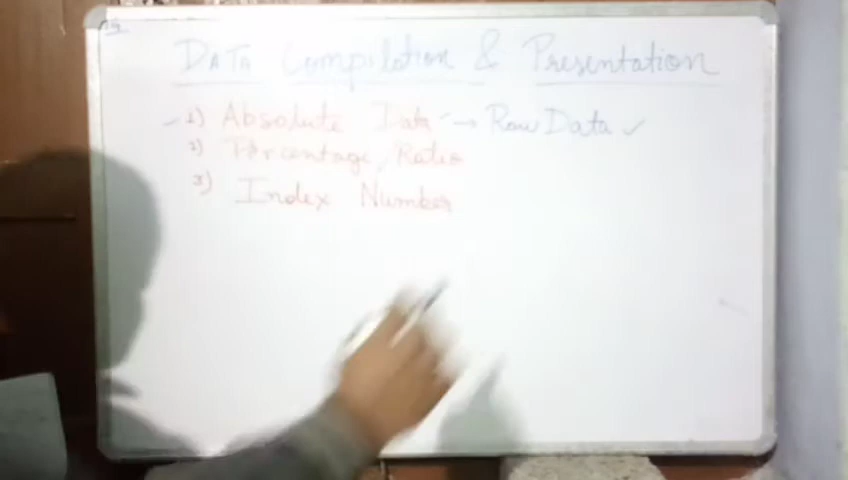 DATA Compilation & Presentation
1) Absolute Data → Raw Data ✓
2) Percentage, Ratio
3) Index Number